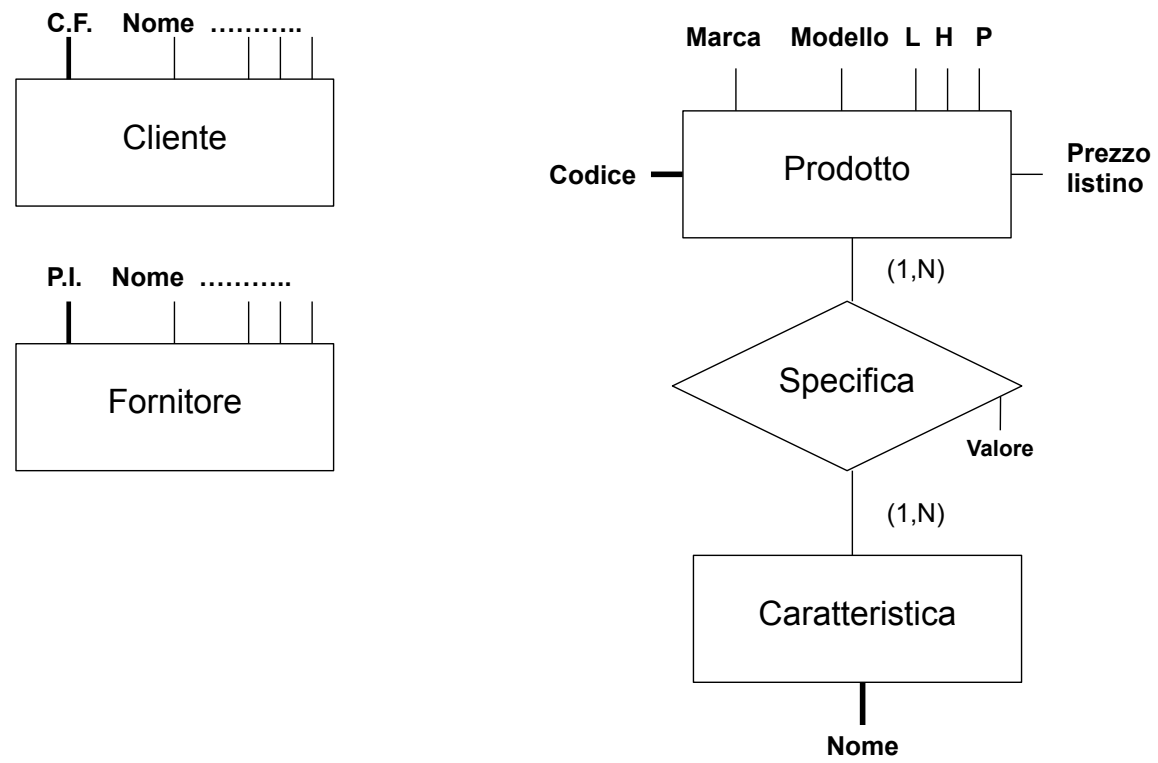 C.F. Nome ………..
Cliente
P.I. Nome ………..
Fornitore
Marca Modello L H P
Codice
Prodotto
Prezzo
listino
(1,N)
Specifica
Valore
(1,N)
Caratteristica
Nome